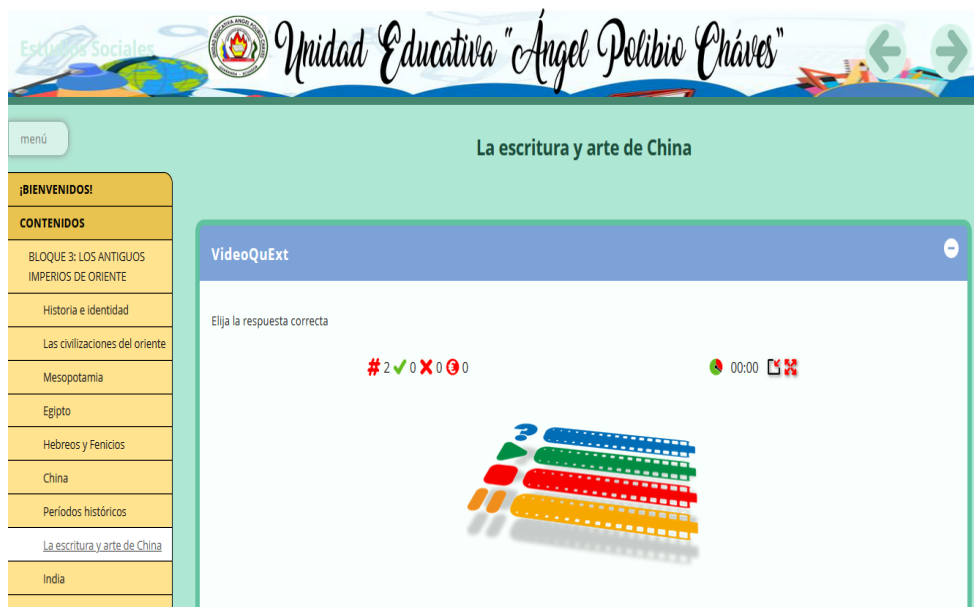 Estudios Sociales
Unidad Educativa "Ángel Polibio Cháves"
menú
La escritura y arte de China
¡BIENVENIDOS!
CONTENIDOS
BLOQUE 3: LOS ANTIGUOS
IMPERIOS DE ORIENTE
Historia e identidad
Las civilizaciones del oriente
Mesopotamia
Egipto
Hebreos y Fenicios
China
Períodos históricos
La escritura y arte de China
India
VideoQuExt
Elija la respuesta correcta
# 2 0 0 0
00:00
?